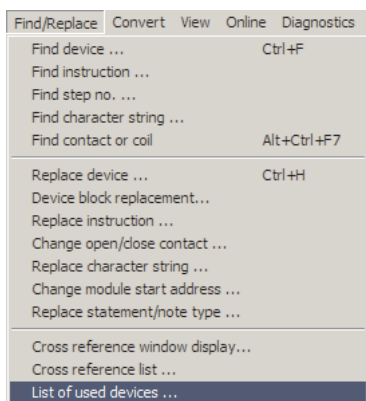 Find/Replace Convert View Online Diagnostics
Find device ... Ctrl+F
Find instruction ...
Find step no. ...
Find character string ...
Find contact or coil Alt+Ctrl+F7
Replace device ... Ctrl+H
Device block replacement...
Replace instruction ...
Change open/close contact ...
Replace character string ...
Change module start address ...
Replace statement/note type ...
Cross reference window display...
Cross reference list ...
List of used devices ...